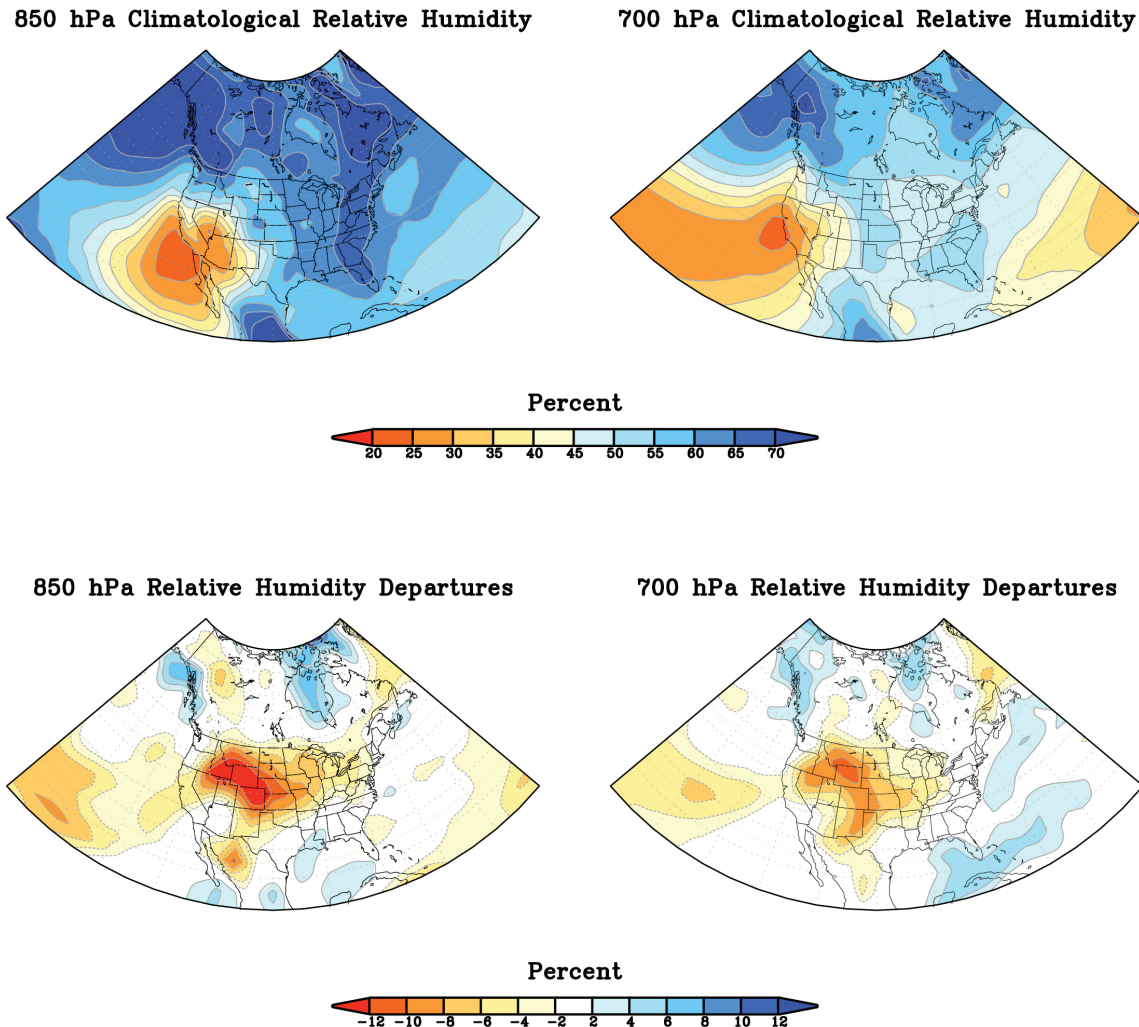 850 hPa Climatological Relative Humidity
700 hPa Climatological Relative Humidity
Percent
20 25 30 35 40 45 50 55 60 65 70
850 hPa Relative Humidity Departures
700 hPa Relative Humidity Departures
Percent
-12 -10 -8 -6 -4 -2 2 4 6 8 10 12